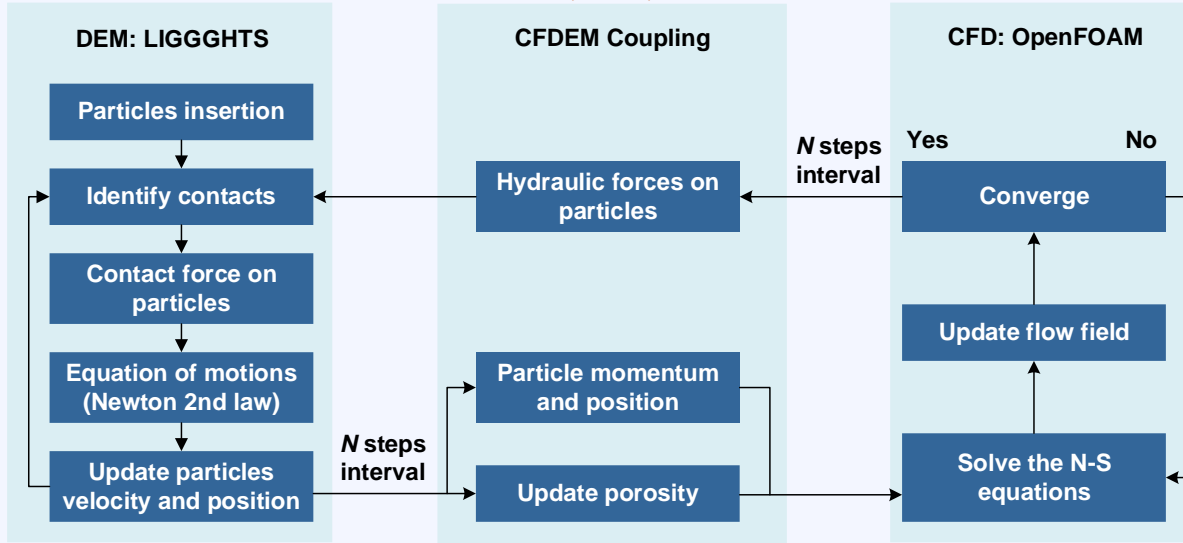 DEM: LIGGGHTS
Particles insertion
Identify contacts
Contact force on
particles
Equation of motions
(Newton 2nd law)
Update particles
velocity and position
N steps
interval
CFDEM Coupling
Hydraulic forces on
particles
Particle momentum
and position
Update porosity
N steps
interval
CFD: OpenFOAM
Yes
No
Converge
Update flow field
Solve the N-S
equations